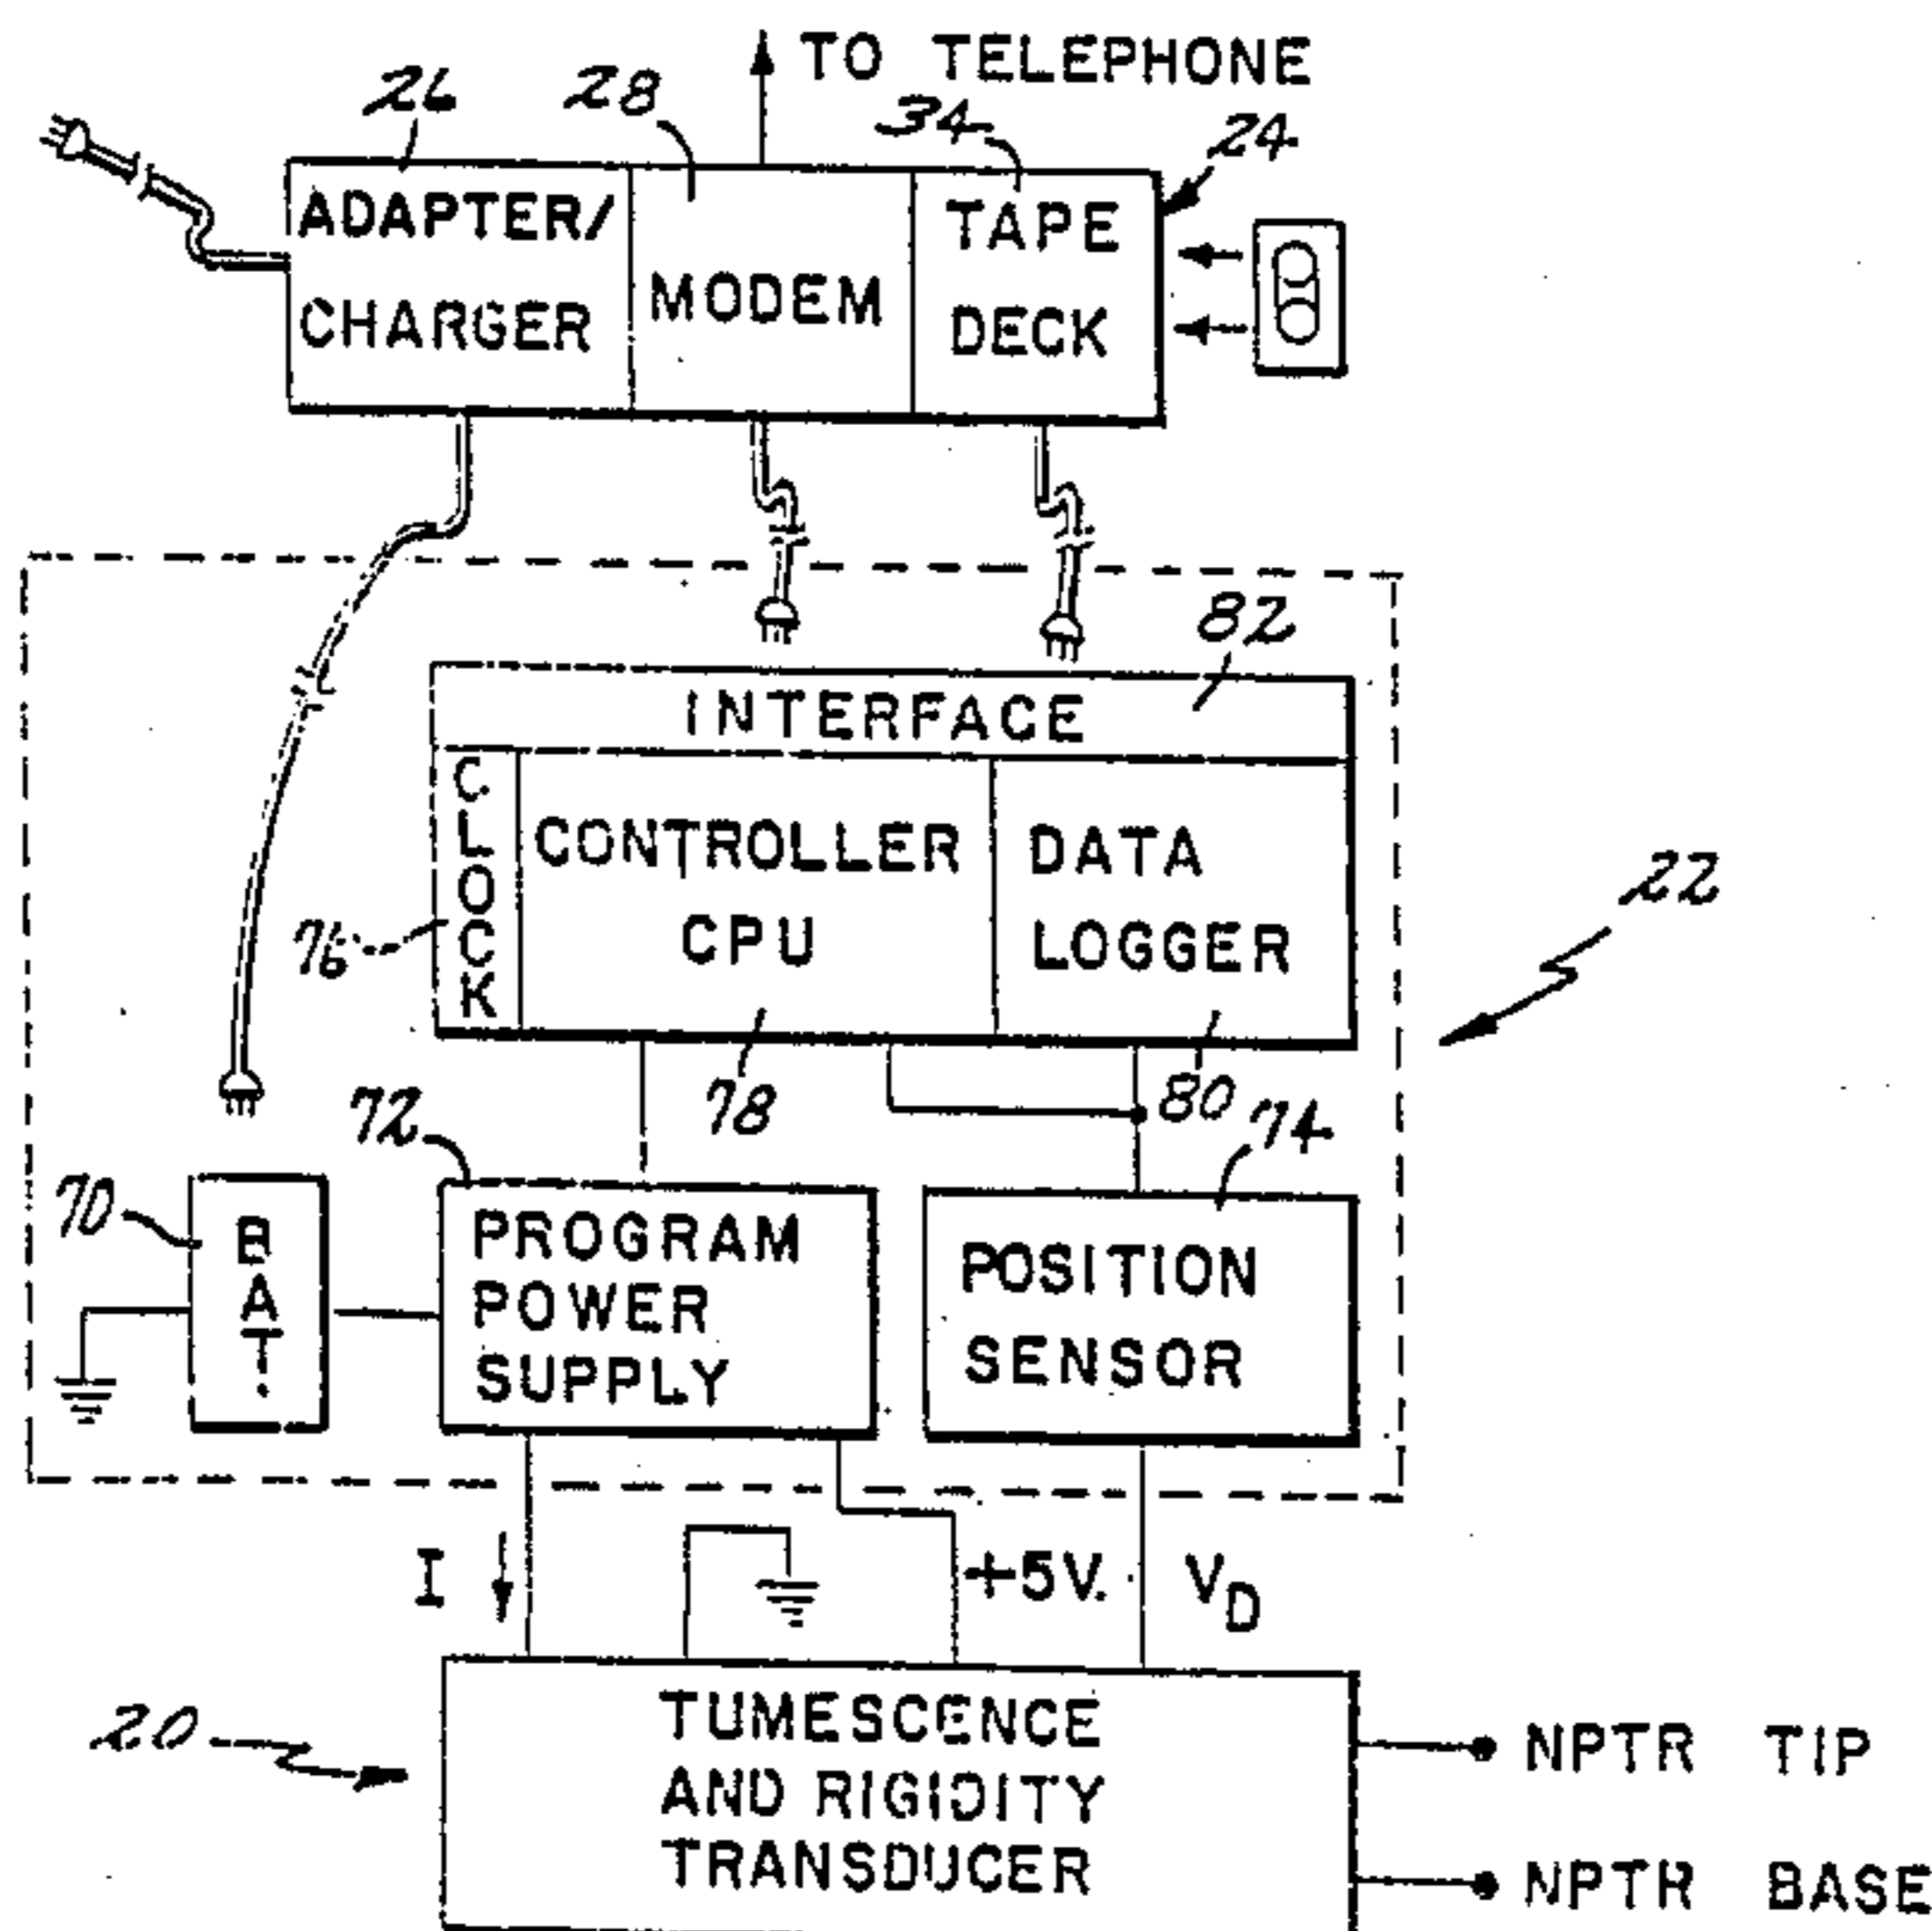 TO TELEPHONE
26
28
34
24
ADAPTER/
CHARGER
MODEM
TAPE
DECK
82
INTERFACE
CLOCK
CONTROLLER
CPU
DATA
LOGGER
22
76
78
80
72
74
70
BAT.
PROGRAM
POWER
SUPPLY
POSITION
SENSOR
I
+5V.
VD
20
TUMESCENCE
AND RIGIDITY
TRANSDUCER
NPTR TIP
NPTR BASE